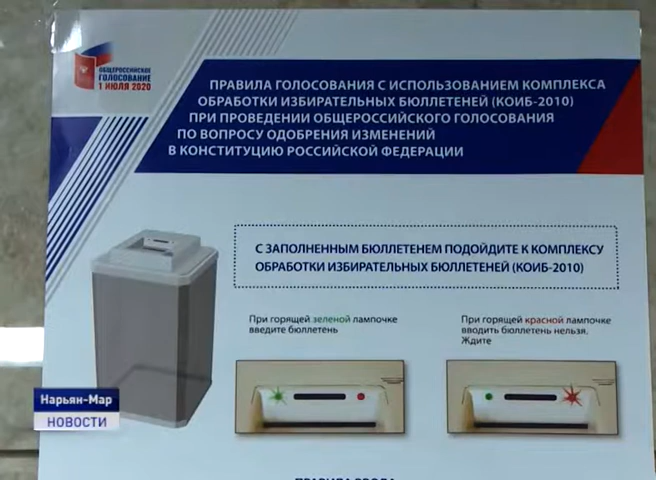 ОБЩЕРОССИЙСКОЕ
ГОЛОСОВАНИЕ
1 ИЮЛЯ 2020
ПРАВИЛА ГОЛОСОВАНИЯ С ИСПОЛЬЗОВАНИЕМ КОМПЛЕКСА
ОБРАБОТКИ ИЗБИРАТЕЛЬНЫХ БЮЛЛЕТЕНЕЙ (КОИБ-2010)
ПРИ ПРОВЕДЕНИИ ОБЩЕРОССИЙСКОГО ГОЛОСОВАНИЯ
ПО ВОПРОСУ ОДОБРЕНИЯ ИЗМЕНЕНИЙ
В КОНСТИТУЦИЮ РОССИЙСКОЙ ФЕДЕРАЦИИ
С ЗАПОЛНЕННЫМ БЮЛЛЕТЕНЕМ ПОДОЙДИТЕ К КОМПЛЕКСУ
ОБРАБОТКИ ИЗБИРАТЕЛЬНЫХ БЮЛЛЕТЕНЕЙ (КОИБ-2010)
При горящей зеленой лампочке
введите бюллетень
При горящей красной лампочке
вводить бюллетень нельзя.
Ждите
Нарьян-Мар
НОВОСТИ